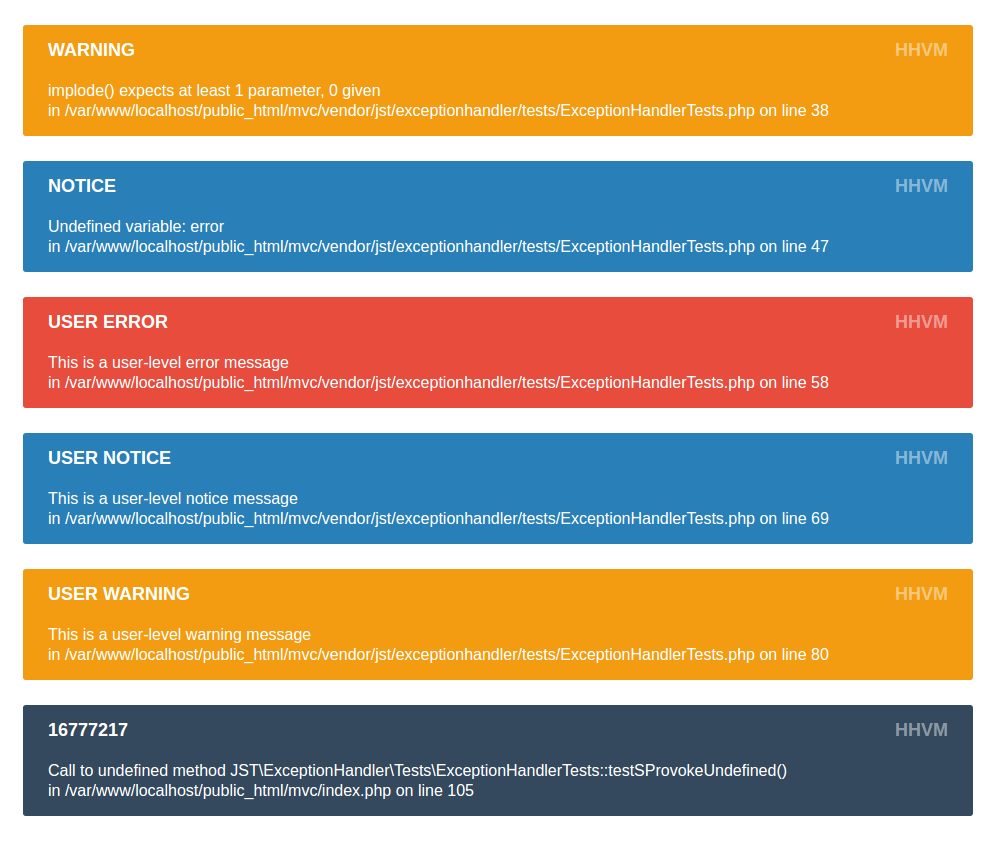 WARNING HHVM
implode() expects at least 1 parameter, 0 given
in /var/www/localhost/public_html/mvc/vendor/jst/exceptionhandler/tests/ExceptionHandlerTests.php on line 38
NOTICE HHVM
Undefined variable: error
in /var/www/localhost/public_html/mvc/vendor/jst/exceptionhandler/tests/ExceptionHandlerTests.php on line 47
USER ERROR HHVM
This is a user-level error message
in /var/www/localhost/public_html/mvc/vendor/jst/exceptionhandler/tests/ExceptionHandlerTests.php on line 58
USER NOTICE HHVM
This is a user-level notice message
in /var/www/localhost/public_html/mvc/vendor/jst/exceptionhandler/tests/ExceptionHandlerTests.php on line 69
USER WARNING HHVM
This is a user-level warning message
in /var/www/localhost/public_html/mvc/vendor/jst/exceptionhandler/tests/ExceptionHandlerTests.php on line 80
16777217 HHVM
Call to undefined method JST\ExceptionHandler\Tests\ExceptionHandlerTests::testSProvokeUndefined()
in /var/www/localhost/public_html/mvc/index.php on line 105